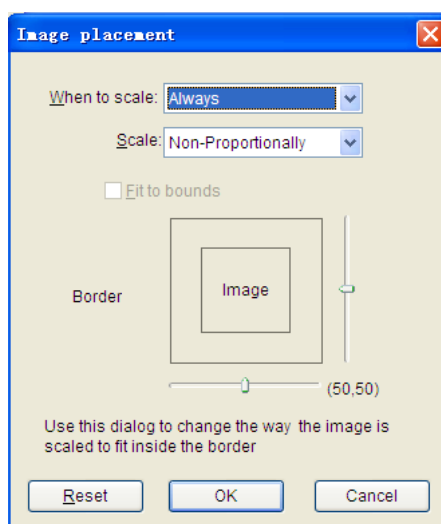 Image placement
When to scale: Always
Scale: Non-Proportionally
Fit to bounds
Image
Border
(50,50)
Use this dialog to change the way the image is
scaled to fit inside the border
Reset OK Cancel